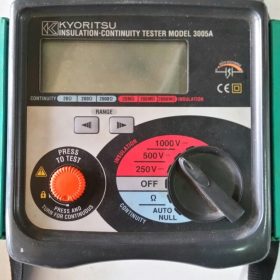 KYORITSU
INSULATION-CONTINUITY TESTER MODEL 3005A
CONTINUITY 20Ω 200Ω 2000Ω 20MΩ 200MΩ 2000MΩ INSULATION
RANGE
PRESS
TO TEST
PRESS AND
TURN FOR CONTINUOUS
INSULATION
1000V
500V
250V
OFF
Ω
AUTO
NULL
CONTINUITY
CE